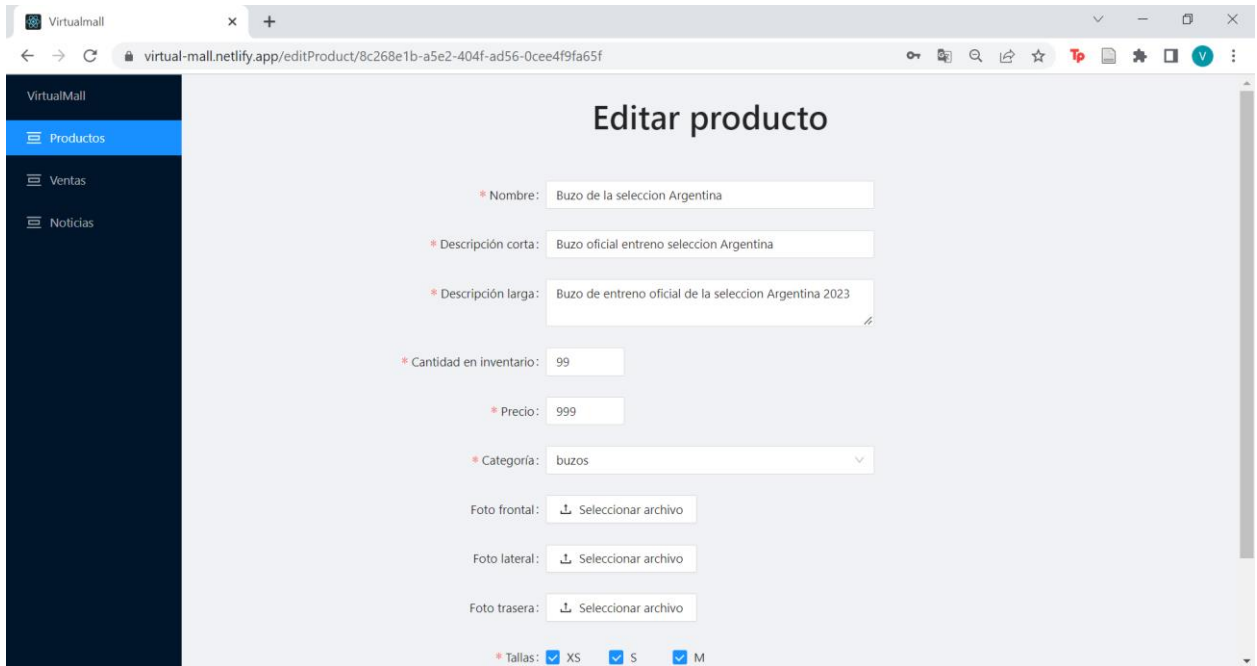 Virtualmall
virtual-mall.netlify.app/editProduct/8c268e1b-a5e2-404f-ad56-0cee4f9fa65f
Tp
V
VirtualMall
Productos
Ventas
Noticias
Editar producto
* Nombre: Buzo de la seleccion Argentina
* Descripción corta: Buzo oficial entreno seleccion Argentina
* Descripción larga: Buzo de entreno oficial de la seleccion Argentina 2023
* Cantidad en inventario: 99
* Precio: 999
* Categoría: buzos
Foto frontal: Seleccionar archivo
Foto lateral: Seleccionar archivo
Foto trasera: Seleccionar archivo
* Tallas: XS S M